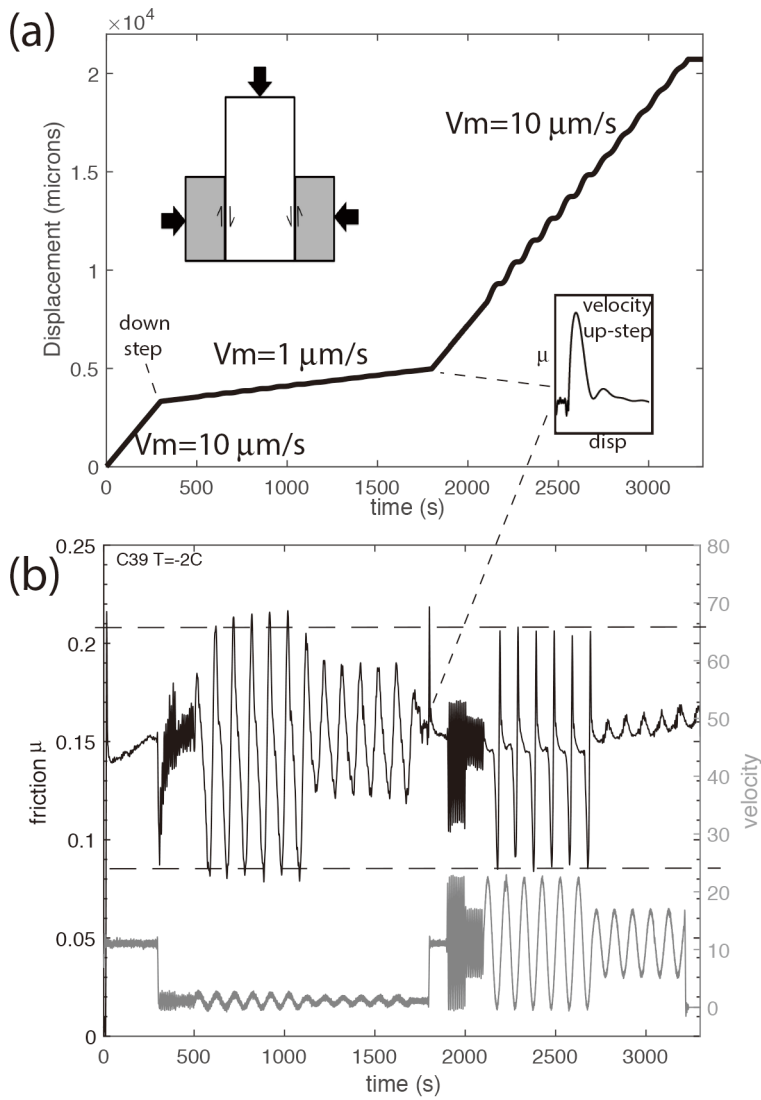 (a)
×10⁴
2
1.5
1
0.5
0
Displacement (microns)
Vm=10 µm/s
down
step
Vm=1 µm/s
Vm=10 µm/s
velocity
up-step
µ
disp
0 500 1000 1500 2000 2500 3000
time (s)
(b)
C39 T=-2C
0.25
0.2
0.15
0.1
0.05
0
friction µ
80
70
60
50
40
30
20
10
0
velocity
0 500 1000 1500 2000 2500 3000
time (s)